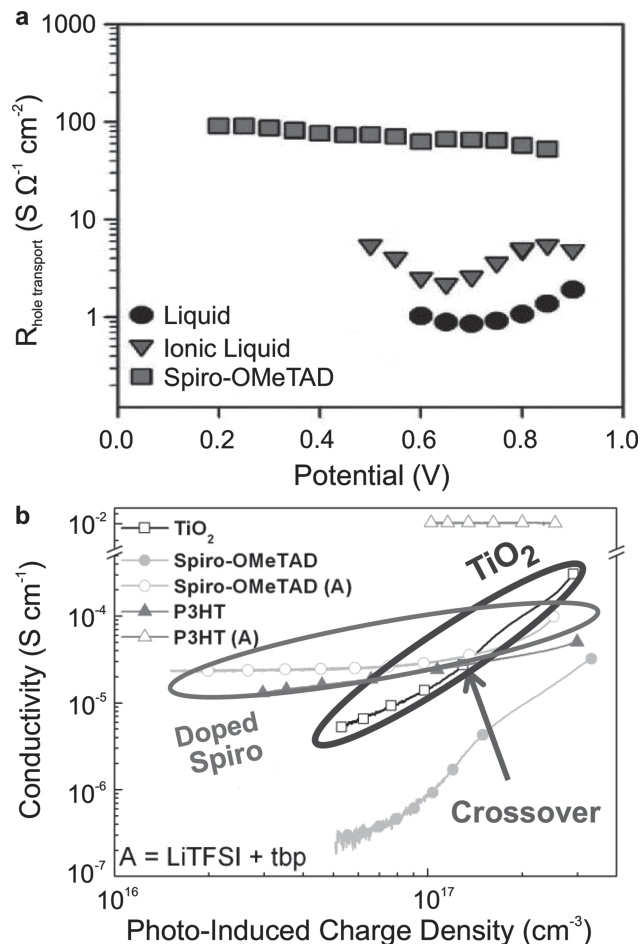 a
1000
100
10
1
R hole transport (S Ω⁻¹ cm⁻²)
Liquid
Ionic Liquid
Spiro-OMeTAD
0.0 0.2 0.4 0.6 0.8 1.0
Potential (V)
b
10⁻²
10⁻⁴
10⁻⁵
10⁻⁶
10⁻⁷
Conductivity (S cm⁻¹)
TiO₂
Spiro-OMeTAD
Spiro-OMeTAD (A)
P3HT
P3HT (A)
TiO₂
Doped
Spiro
Crossover
A = LiTFSI + tbp
10¹⁶ 10¹⁷
Photo-Induced Charge Density (cm⁻³)